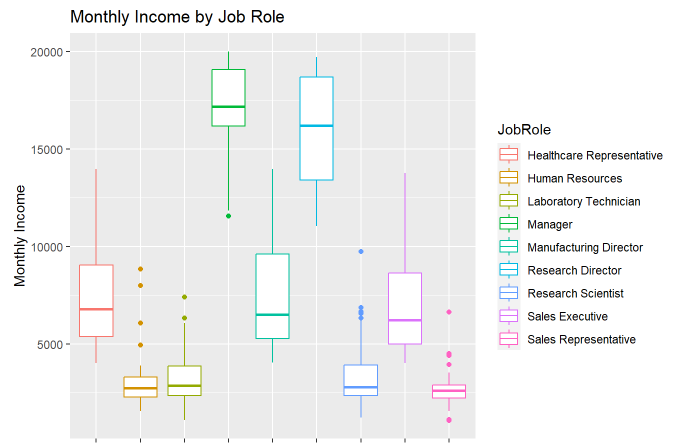 Monthly Income by Job Role
20000
15000
10000
5000
Monthly Income
JobRole
Healthcare Representative
Human Resources
Laboratory Technician
Manager
Manufacturing Director
Research Director
Research Scientist
Sales Executive
Sales Representative